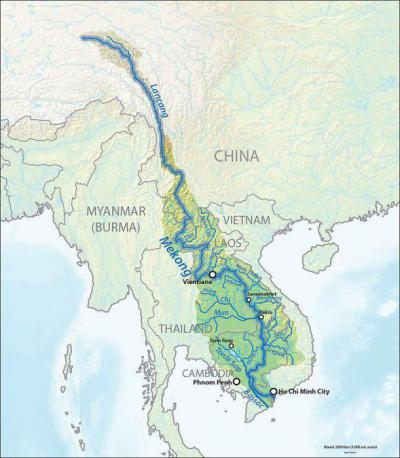 Lancang
CHINA
MYANMAR
(BURMA)
VIETNAM
LAOS
Mekong
Vientiane
Savannakhet
Chi
Mun
Pakse
THAILAND
Siem Reap
Tonle Sap
CAMBODIA
Phnom Penh
Ho Chi Minh City